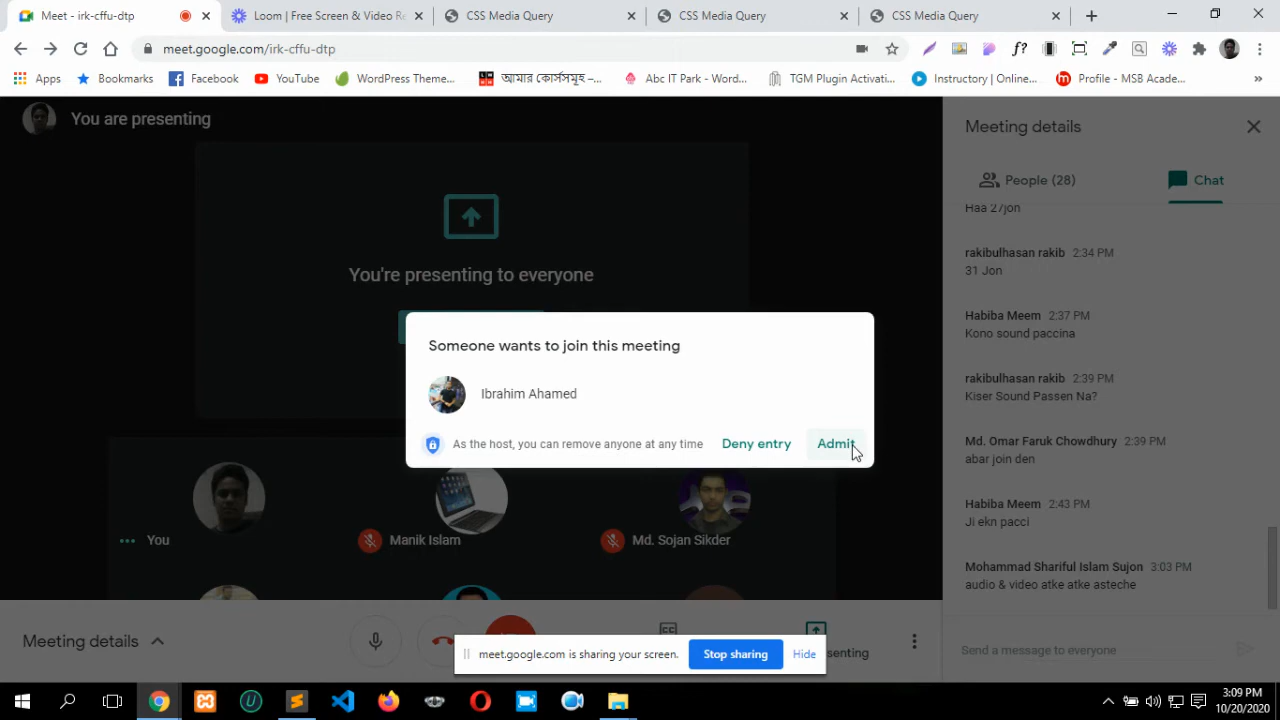 Meet - irk-cffu-dtp
Loom | Free Screen & Video Re
CSS Media Query
CSS Media Query
CSS Media Query
meet.google.com/irk-cffu-dtp
f?
Apps
Bookmarks
Facebook
YouTube
WordPress Theme...
আমার কোর্সসমূহ –...
Abc IT Park - Word...
TGM Plugin Activati...
Instructory | Online...
Profile - MSB Acade...
»
You are presenting
You're presenting to everyone
Meeting details
People (28)
Chat
Haa 27jon
rakibulhasan rakib 2:34 PM
31 Jon
Habiba Meem 2:37 PM
Kono sound paccina
rakibulhasan rakib 2:39 PM
Kiser Sound Passen Na?
Md. Omar Faruk Chowdhury 2:39 PM
abar join den
Habiba Meem 2:43 PM
Ji ekn pacci
Mohammad Shariful Islam Sujon 3:03 PM
audio & video atke atke asteche
Send a message to everyone
Someone wants to join this meeting
Ibrahim Ahamed
As the host, you can remove anyone at any time
Deny entry
Admit
You
Manik Islam
Md. Sojan Sikder
Meeting details
CC
senting
meet.google.com is sharing your screen.
Stop sharing
Hide
3:09 PM
10/20/2020